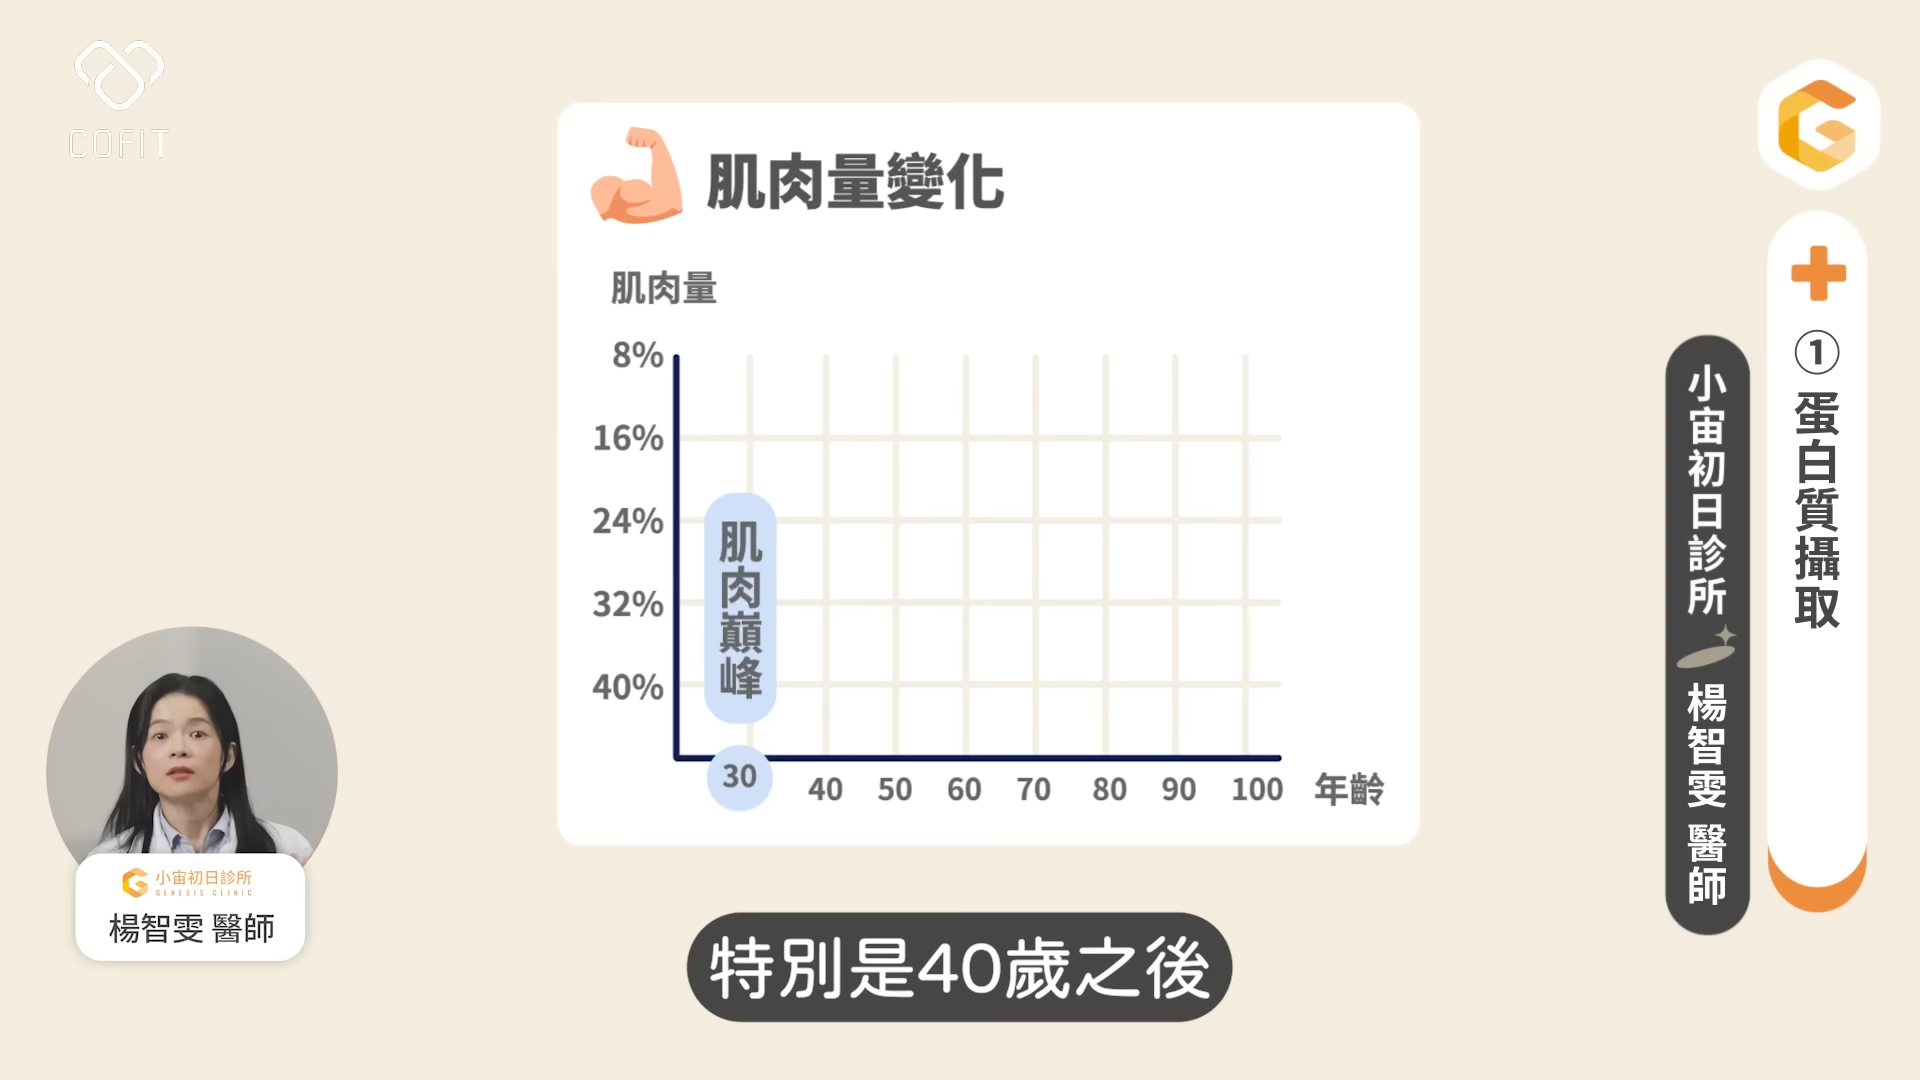 COFIT
肌肉量變化
肌肉量
8%
16%
24%
32%
40%
肌肉巔峰
30
40
50
60
70
80
90
100
年齡
① 蛋白質攝取
小宙初日診所
楊智雯 醫師
小宙初日診所
GENESIS CLINIC
楊智雯 醫師
特別是40歲之後